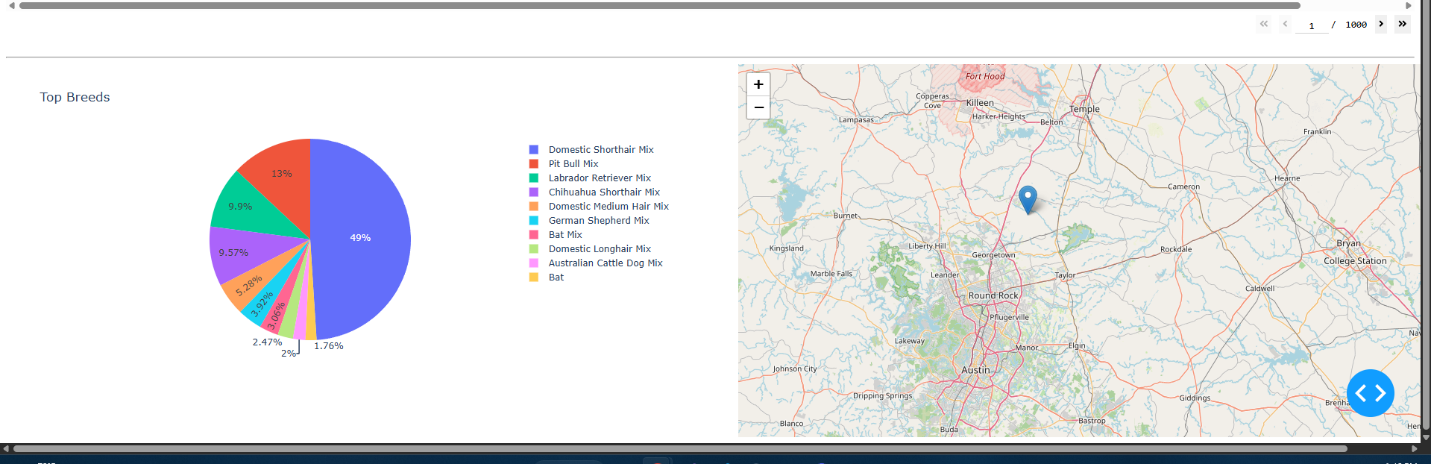 1 / 1000
Top Breeds
49%
13%
9.9%
9.57%
5.28%
3.92%
3.06%
2.47%
2%
1.76%
Domestic Shorthair Mix
Pit Bull Mix
Labrador Retriever Mix
Chihuahua Shorthair Mix
Domestic Medium Hair Mix
German Shepherd Mix
Bat Mix
Domestic Longhair Mix
Australian Cattle Dog Mix
Bat
+
−
Fort Hood
Copperas
Cove
Killeen
Harker-Heights
Temple
Belton
Lampasas
Franklin
Hearne
Cameron
Burnet
Kingsland
Liberty Hill
Georgetown
Rockdale
Bryan
College Station
Marble Falls
Leander
Taylor
Caldwell
Round Rock
Pflugerville
Nav
Lakeway
Manor
Elgin
Austin
Johnson City
Dripping Springs
Giddings
Brenh
Bastrop
Blanco
Buda
Hen